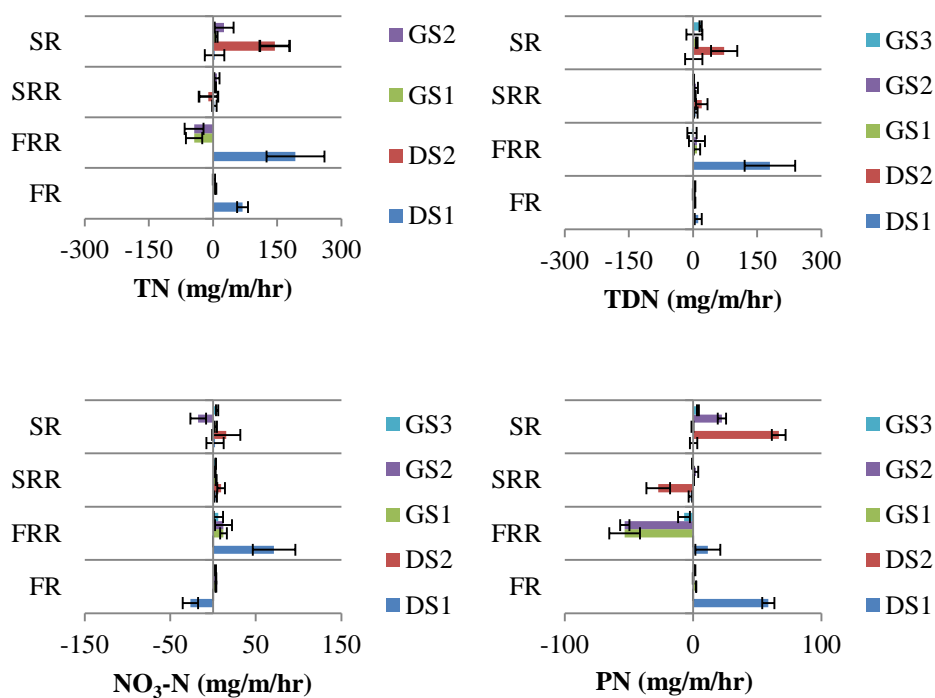 SR
SRR
FRR
FR
GS2
GS1
DS2
DS1
-300 -150 0 150 300
TN (mg/m/hr)
SR
SRR
FRR
FR
GS3
GS2
GS1
DS2
DS1
-300 -150 0 150 300
TDN (mg/m/hr)
SR
SRR
FRR
FR
GS3
GS2
GS1
DS2
DS1
-150 -50 50 150
NO₃-N (mg/m/hr)
SR
SRR
FRR
FR
GS3
GS2
GS1
DS2
DS1
-100 0 100
PN (mg/m/hr)